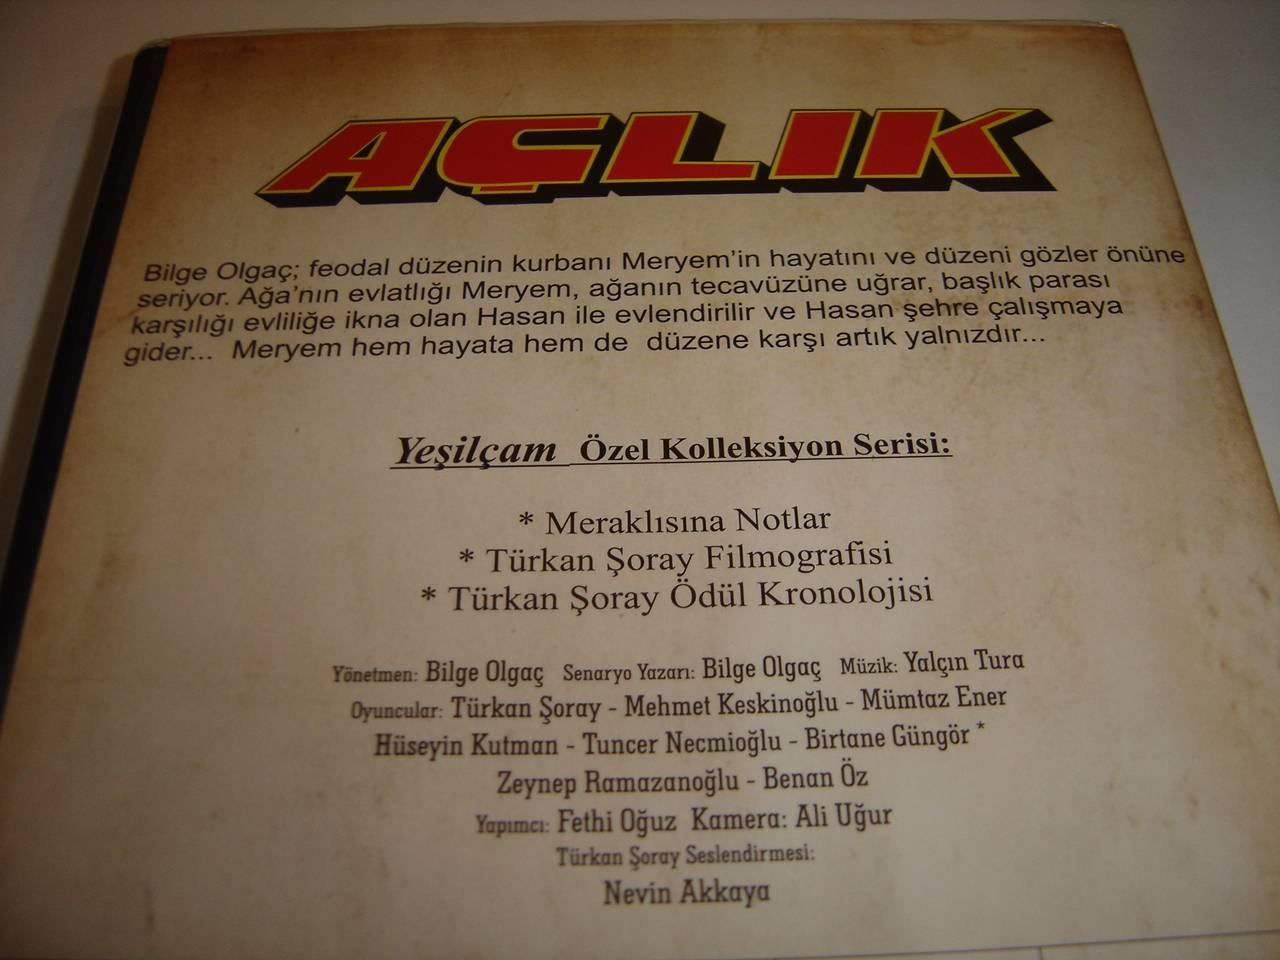 AÇLIK
Bilge Olgaç; feodal düzenin kurbanı Meryem'in hayatını ve düzeni gözler önüne
seriyor. Ağa'nın evlatlığı Meryem, ağanın tecavüzüne uğrar, başlık parası
karşılığı evliliğe ikna olan Hasan ile evlendirilir ve Hasan şehre çalışmaya
gider... Meryem hem hayata hem de düzene karşı artık yalnızdır...
Yeşilçam Özel Kolleksiyon Serisi:
* Meraklısına Notlar
* Türkan Şoray Filmografisi
* Türkan Şoray Ödül Kronolojisi
Yönetmen: Bilge Olgaç Senaryo Yazarı: Bilge Olgaç Müzik: Yalçın Tura
Oyuncular: Türkan Şoray - Mehmet Keskinoğlu - Mümtaz Ener
Hüseyin Kutman - Tuncer Necmioğlu - Birtane Güngör *
Zeynep Ramazanoğlu - Benan Öz
Yapımcı: Fethi Oğuz Kamera: Ali Uğur
Türkan Şoray Seslendirmesi:
Nevin Akkaya